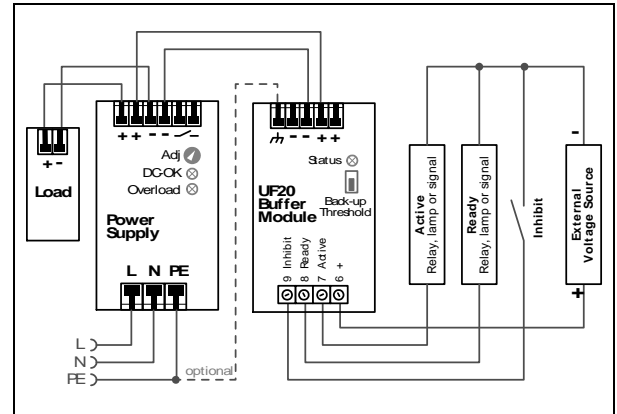 + -
Load
+ + - -
Adj
DC-OK
Overload
Power
Supply
L N PE
L
N
PE
optional
- - + +
Status
UF20
Buffer
Module
Back-up
Threshold
9 Inhibit
8 Ready
7 Active
6 +
Active
Relay, lamp or signal
Ready
Relay, lamp or signal
Inhibit
-
External
Voltage Source
+